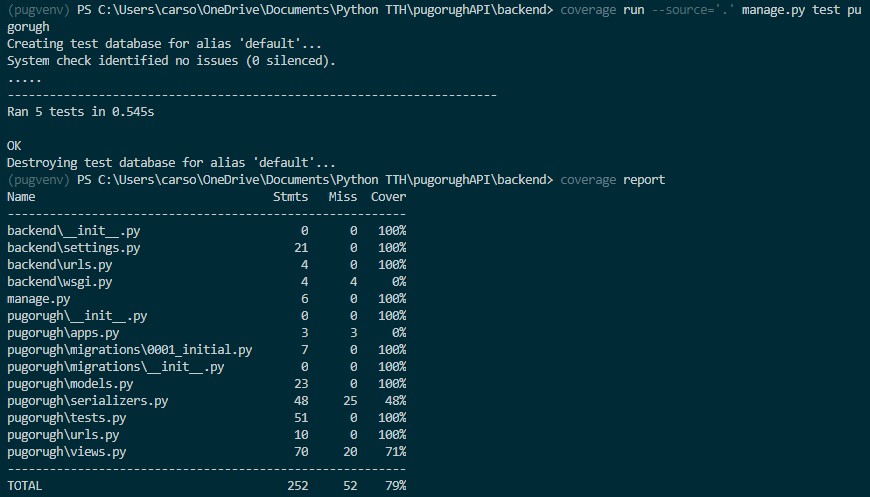 (pugvenv) PS C:\Users\carso\OneDrive\Documents\Python TTH\pugorughAPI\backend> coverage run --source='.' manage.py test pu
gorugh
Creating test database for alias 'default'...
System check identified no issues (0 silenced).
.....
----------------------------------------------------------------------
Ran 5 tests in 0.545s

OK
Destroying test database for alias 'default'...
(pugvenv) PS C:\Users\carso\OneDrive\Documents\Python TTH\pugorughAPI\backend> coverage report
Name                                  Stmts   Miss  Cover
---------------------------------------------------------
backend\__init__.py                       0      0   100%
backend\settings.py                      21      0   100%
backend\urls.py                           4      0   100%
backend\wsgi.py                           4      4     0%
manage.py                                 6      0   100%
pugorugh\__init__.py                      0      0   100%
pugorugh\apps.py                          3      3     0%
pugorugh\migrations\0001_initial.py       7      0   100%
pugorugh\migrations\__init__.py           0      0   100%
pugorugh\models.py                       23      0   100%
pugorugh\serializers.py                  48     25    48%
pugorugh\tests.py                        51      0   100%
pugorugh\urls.py                         10      0   100%
pugorugh\views.py                        70     20    71%
---------------------------------------------------------
TOTAL                                   252     52    79%